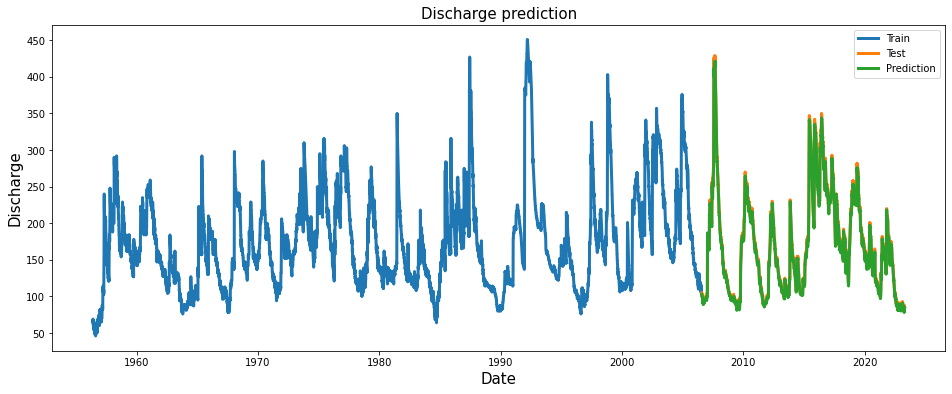 Discharge prediction
Train
Test
Prediction
Discharge
450
400
350
300
250
200
150
100
50
1960
1970
1980
1990
2000
2010
2020
Date